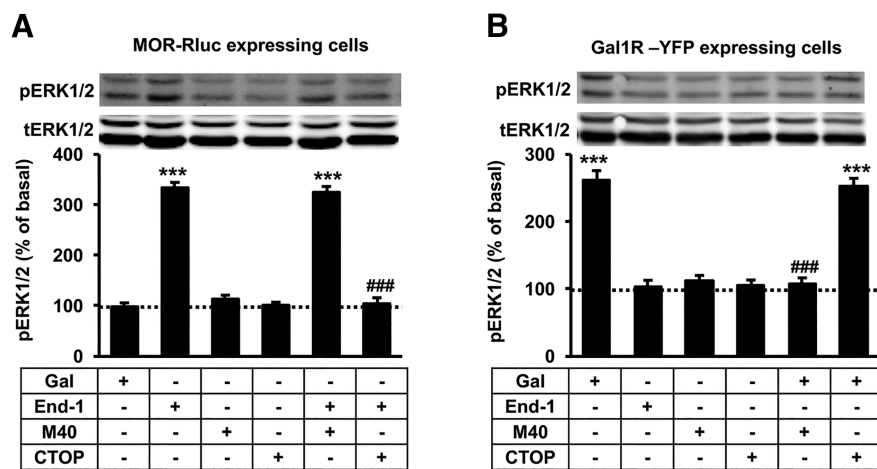 A
MOR-Rluc expressing cells
pERK1/2
tERK1/2
pERK1/2 (% of basal)
400
300
200
100
0
*** *** ###
Gal + - - - - -
End-1 - + - - + +
M40 - - + - + -
CTOP - - - + - +
B
Gal1R –YFP expressing cells
pERK1/2
tERK1/2
pERK1/2 (% of basal)
300
200
100
0
*** ### ***
Gal + - - - + +
End-1 - + - - - -
M40 - - + - + -
CTOP - - - + - +